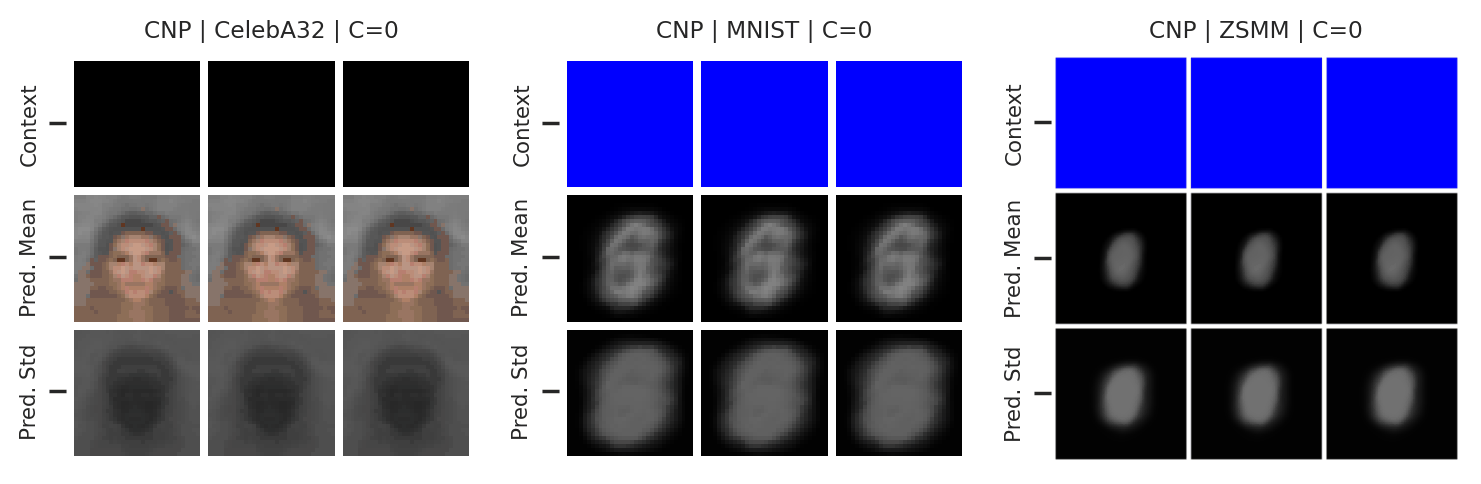 CNP | CelebA32 | C=0
Context
Pred. Mean
Pred. Std
CNP | MNIST | C=0
Context
Pred. Mean
Pred. Std
CNP | ZSMM | C=0
Context
Pred. Mean
Pred. Std